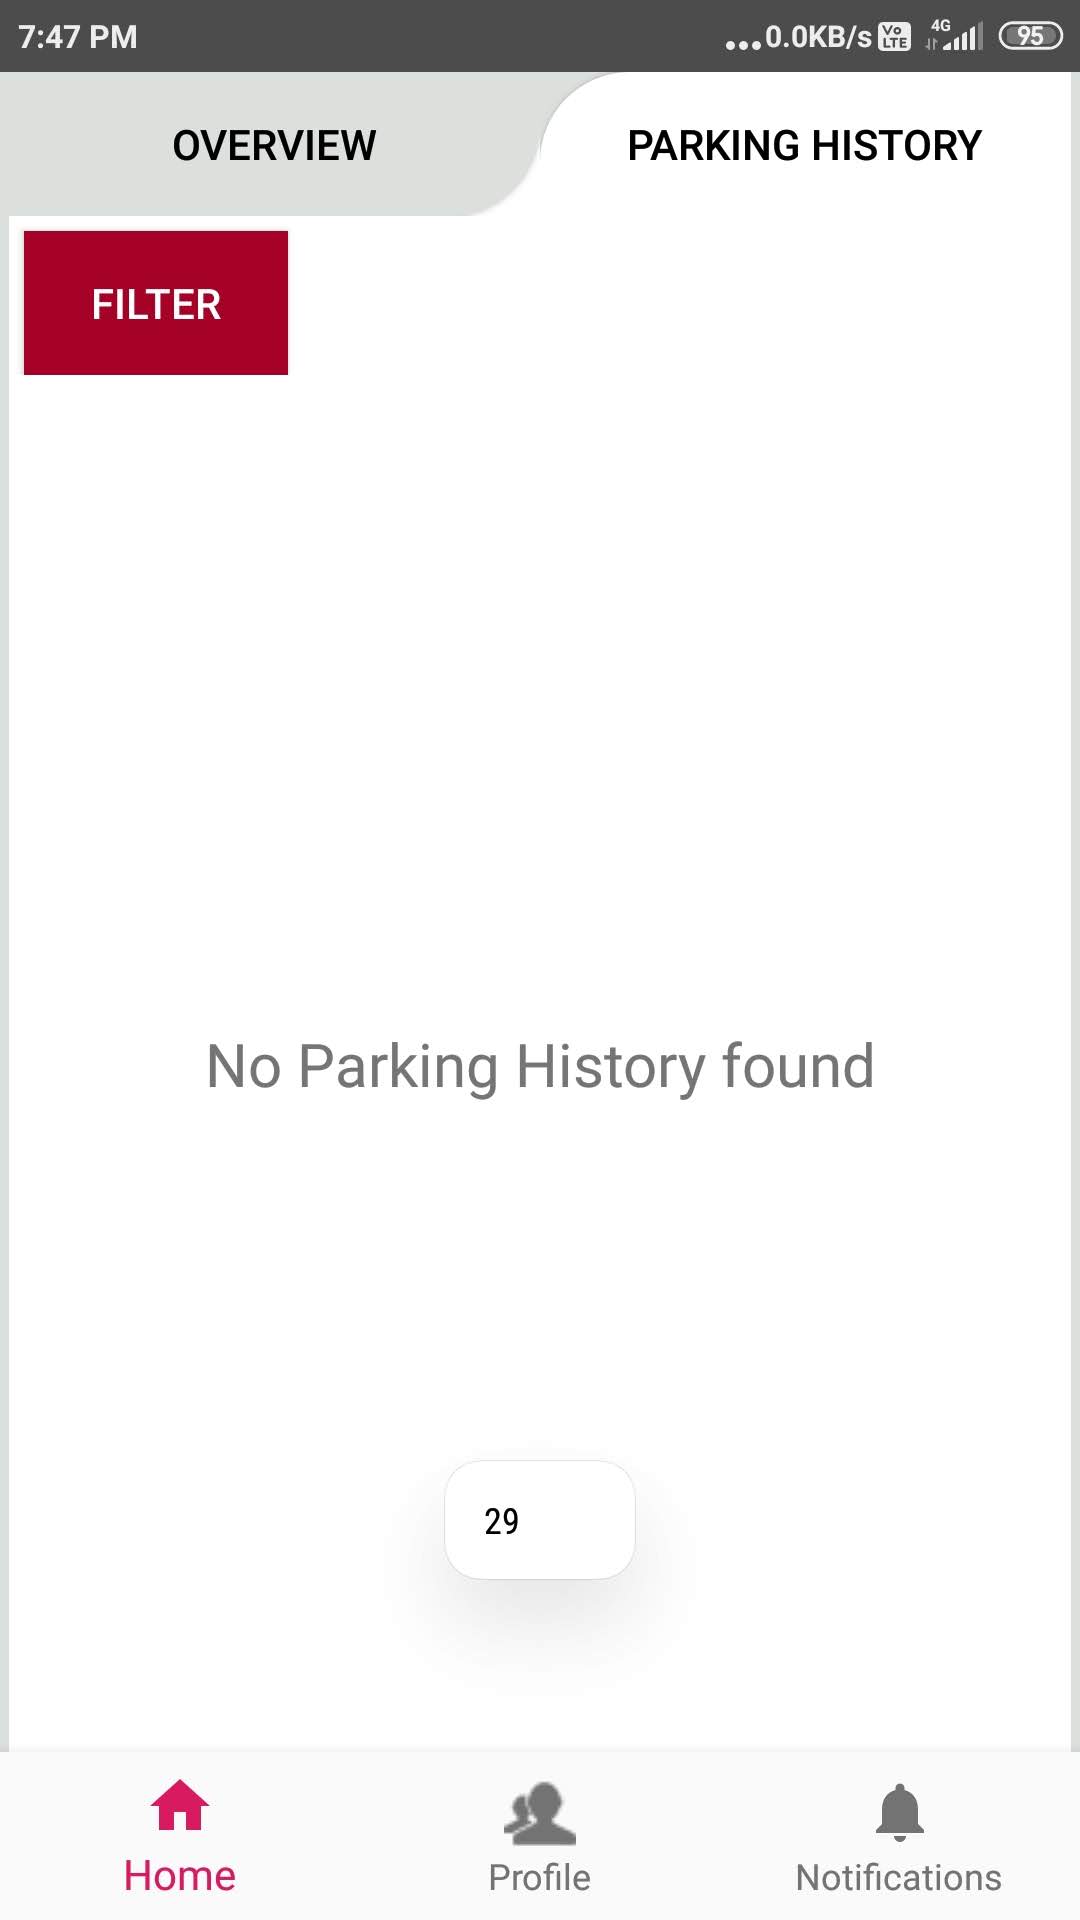 7:47 PM
...0.0KB/s Vo LTE 4G 95
OVERVIEW
PARKING HISTORY
FILTER
No Parking History found
29
Home
Profile
Notifications